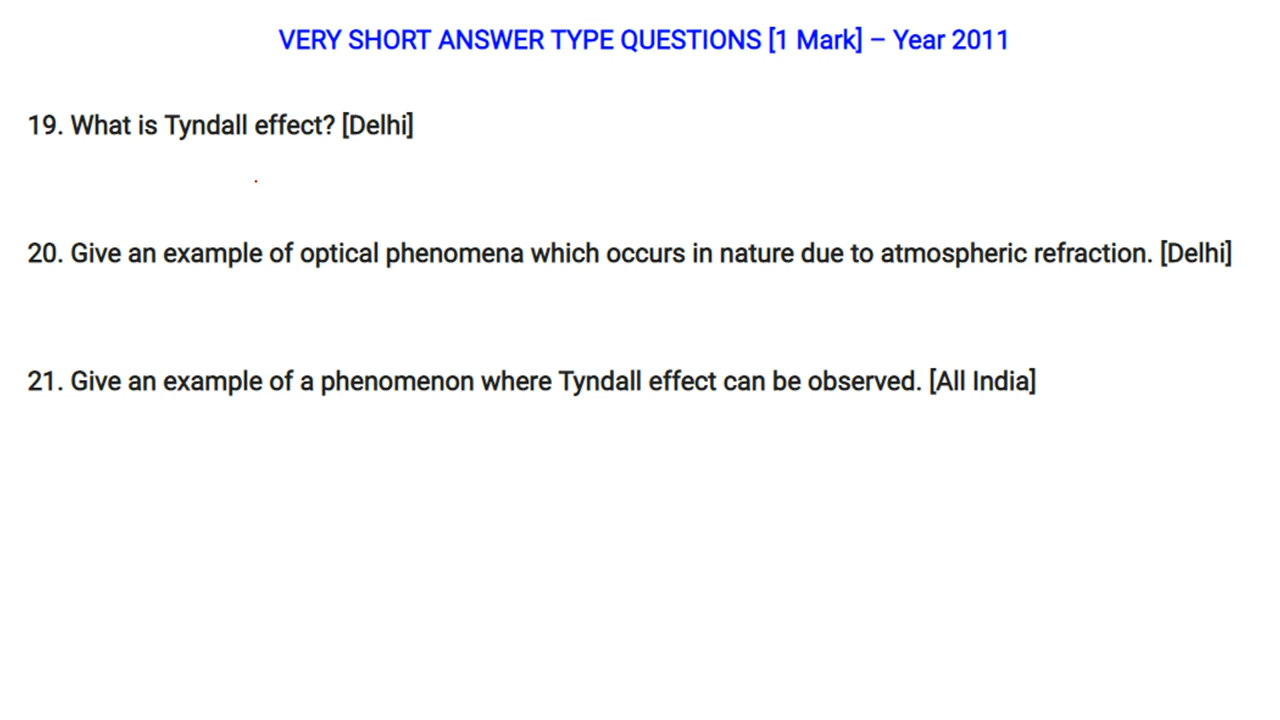 VERY SHORT ANSWER TYPE QUESTIONS [1 Mark] – Year 2011
19. What is Tyndall effect? [Delhi]
20. Give an example of optical phenomena which occurs in nature due to atmospheric refraction. [Delhi]
21. Give an example of a phenomenon where Tyndall effect can be observed. [All India]